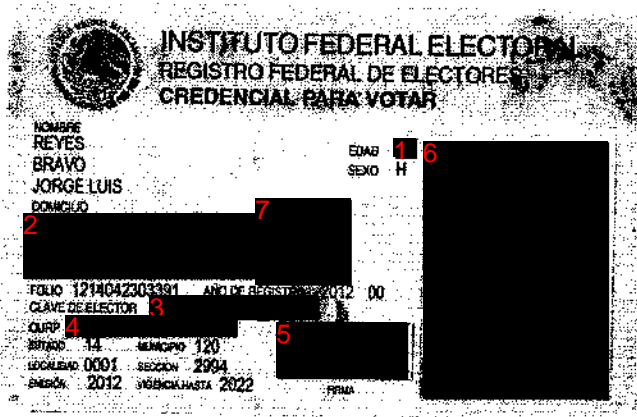 INSTITUTO FEDERAL ELECTORAL
REGISTRO FEDERAL DE ELECTORES
CREDENCIAL PARA VOTAR
NOMBRE
REYES
BRAVO
JORGE LUIS
EDAD 1
SEXO H
6
DOMICILIO
7
2
FOLIO 1214042303391 AÑO DE REGISTRO 2012 00
CLAVE DE ELECTOR 3
CURP 4
ESTADO 14 MUNICIPIO 120
5
LOCALIDAD 0001 SECCION 2994
EMISIÓN 2012 VIGENCIA HASTA 2022
FIRMA